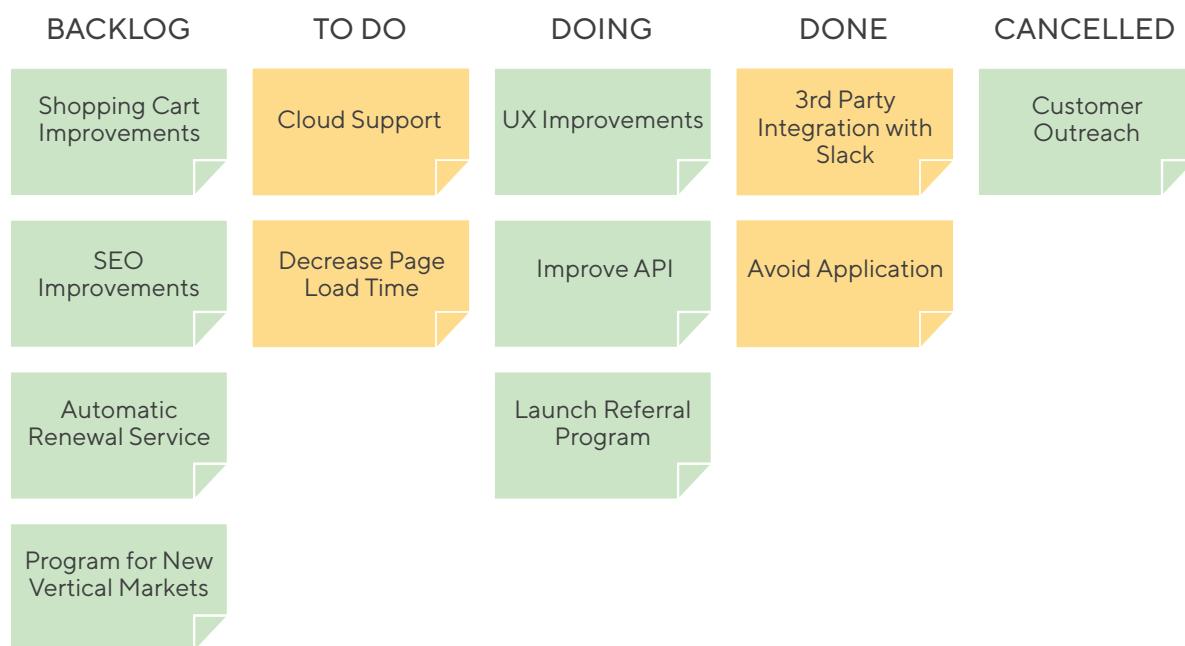 BACKLOG
TO DO
DOING
DONE
CANCELLED
Shopping Cart
Improvements
Cloud Support
UX Improvements
3rd Party
Integration with
Slack
Customer
Outreach
SEO
Improvements
Decrease Page
Load Time
Improve API
Avoid Application
Automatic
Renewal Service
Launch Referral
Program
Program for New
Vertical Markets